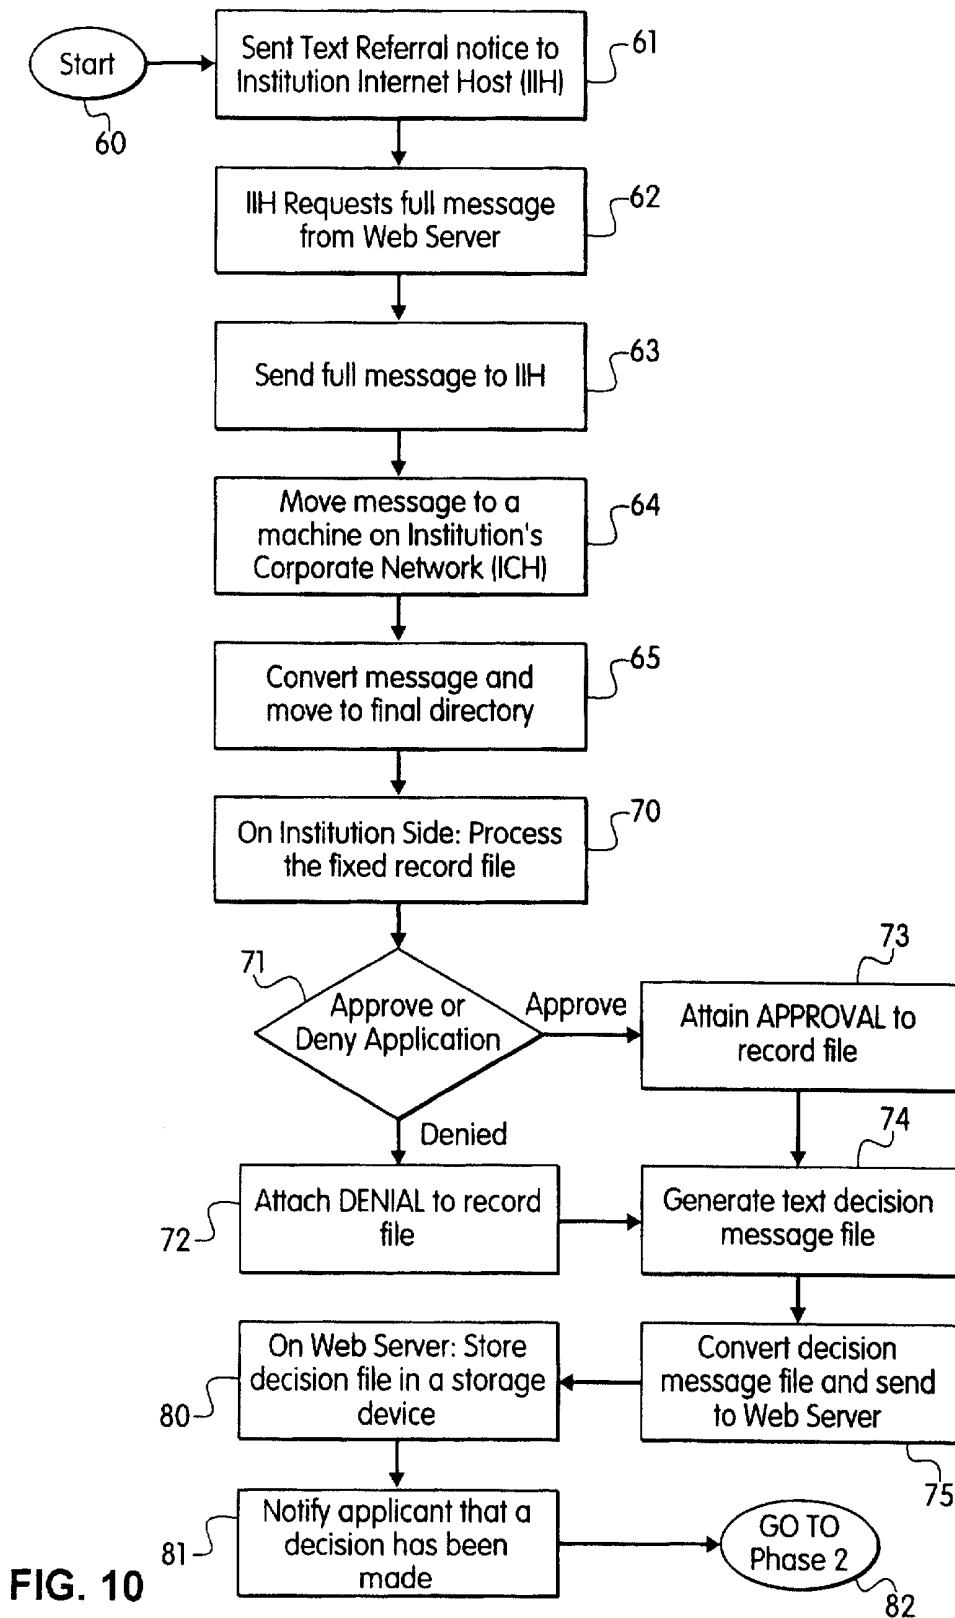 Start
60
Sent Text Referral notice to
Institution Internet Host (IIH)
61
IIH Requests full message
from Web Server
62
Send full message to IIH
63
Move message to a
machine on Institution's
Corporate Network (ICH)
64
Convert message and
move to final directory
65
On Institution Side: Process
the fixed record file
70
71
Approve or
Deny Application
Approve
Denied
73
Attain APPROVAL to
record file
72
Attach DENIAL to record
file
74
Generate text decision
message file
Convert decision
message file and send
to Web Server
75
On Web Server: Store
decision file in a storage
device
80
Notify applicant that a
decision has been
made
81
GO TO
Phase 2
82
FIG. 10